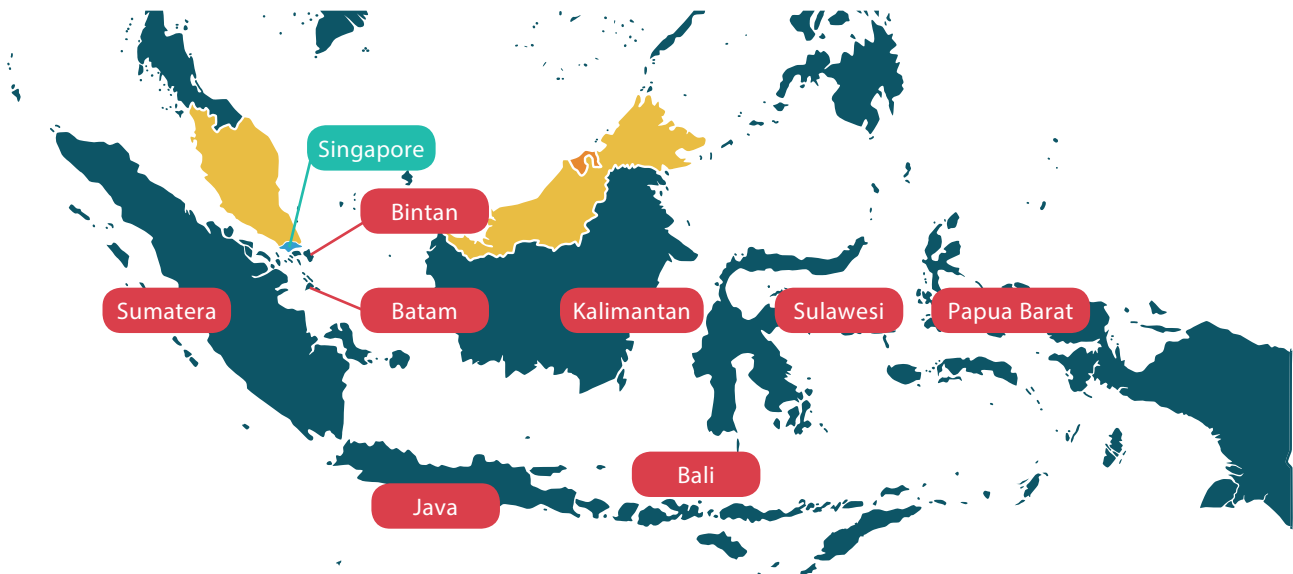 Singapore
Bintan
Sumatera
Batam
Kalimantan
Sulawesi
Papua Barat
Bali
Java